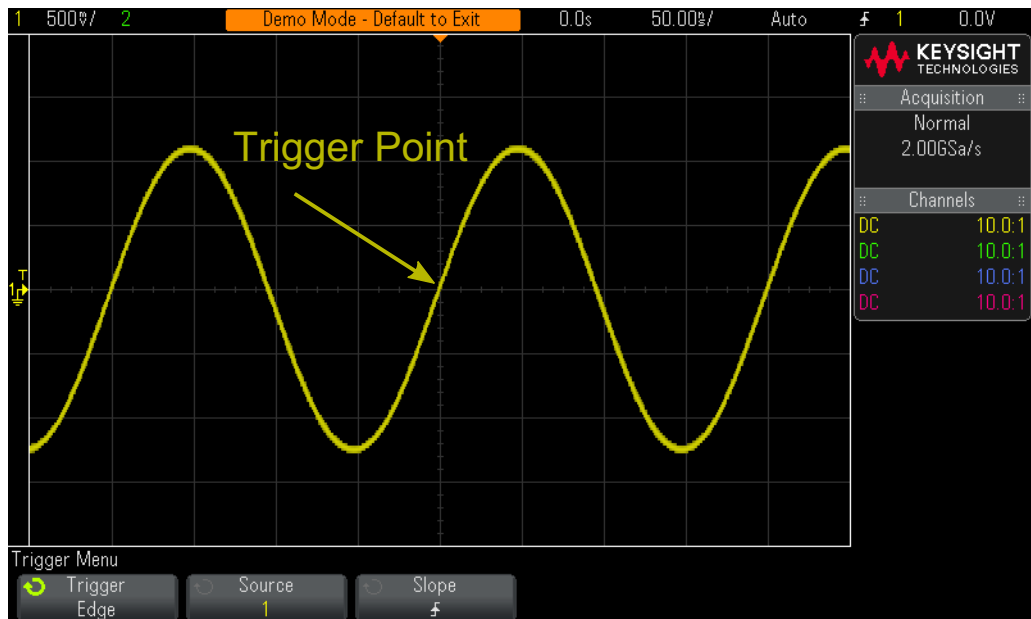 1 500mV/ 2 Demo Mode - Default to Exit 0.0s 50.00ns/ Auto 1 0.0V
KEYSIGHT
TECHNOLOGIES
Acquisition
Normal
2.00GSa/s
Channels
DC 10.0:1
DC 10.0:1
DC 10.0:1
DC 10.0:1
Trigger Point
T
1
Trigger Menu
Trigger Source Slope
Edge 1